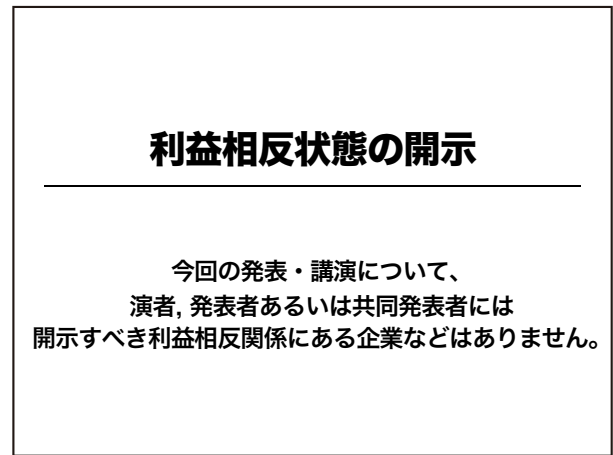 利益相反状態の開示
今回の発表・講演について、
演者, 発表者あるいは共同発表者には
開示すべき利益相反関係にある企業などはありません。